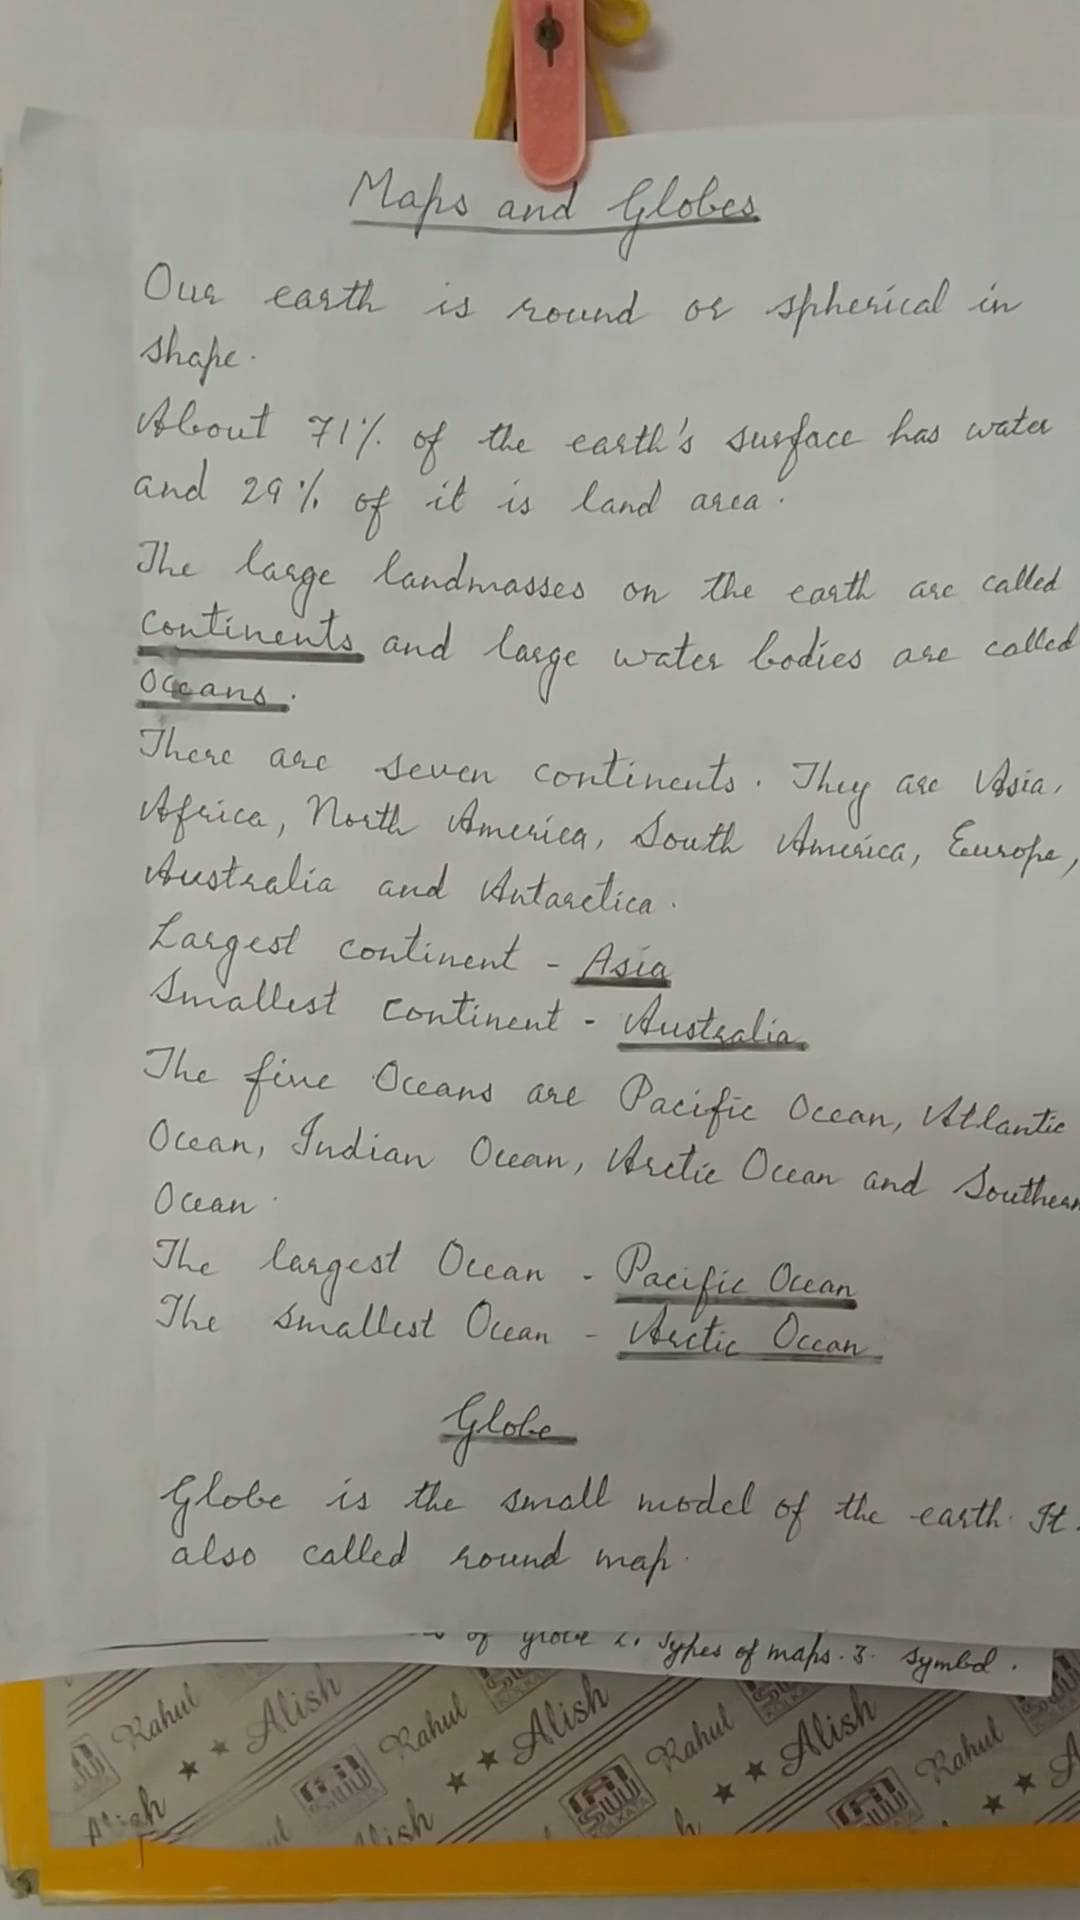 Maps and Globes
Our earth is round or spherical in
shape.
About 71% of the earth's surface has water
and 29% of it is land area.
The large landmasses on the earth are called
continents and large water bodies are called
Oceans.
There are seven continents. They are Asia,
Africa, North America, South America, Europe,
Australia and Antarctica.
Largest continent - Asia
Smallest continent - Australia
The five Oceans are Pacific Ocean, Atlantic
Ocean, Indian Ocean, Arctic Ocean and Southern
Ocean
The largest Ocean - Pacific Ocean
The smallest Ocean - Arctic Ocean
Globe
Globe is the small model of the earth. It
also called round map.
of globe 2. Types of maps. 3. Symbol.
Rahul Alish Rahul Alish Rahul Alish Rahul
Alish